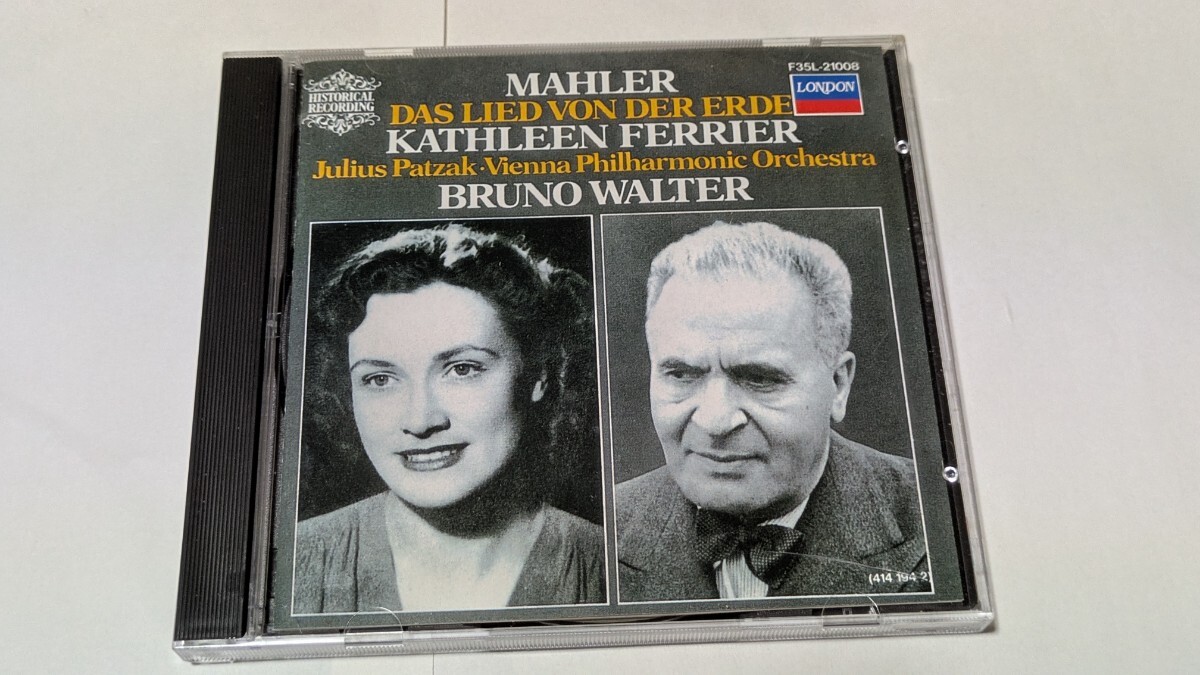 F35L-21008
HISTORICAL
RECORDING
MAHLER
LONDON
DAS LIED VON DER ERDE
KATHLEEN FERRIER
Julius Patzak·Vienna Philharmonic Orchestra
BRUNO WALTER
(414 194 2)